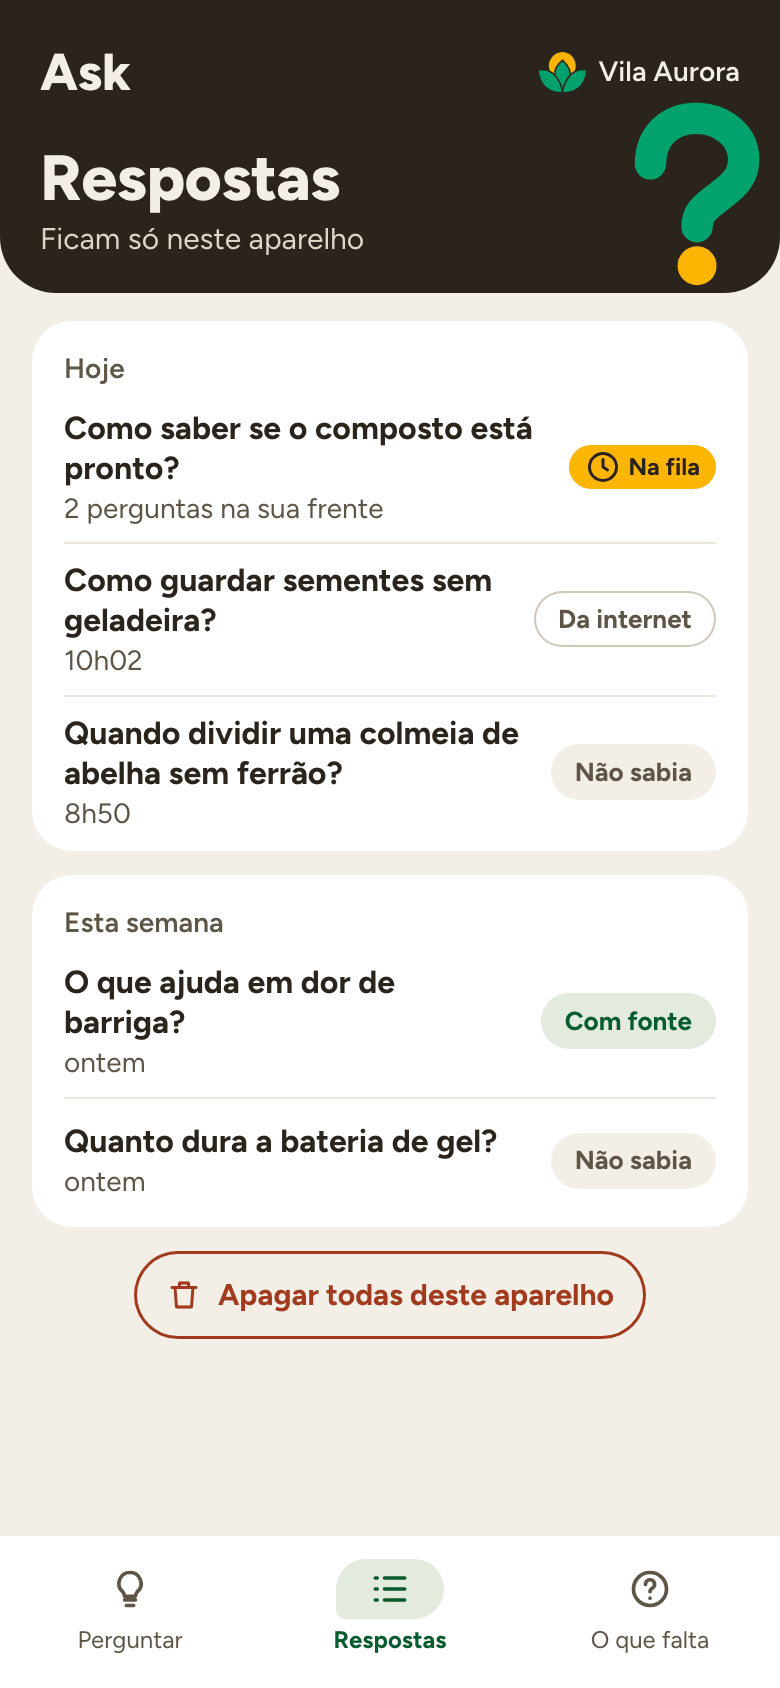 Ask
Vila Aurora
Respostas
Ficam só neste aparelho
?
Hoje
Como saber se o composto está
pronto?
2 perguntas na sua frente
Na fila
Como guardar sementes sem
geladeira?
10h02
Da internet
Quando dividir uma colmeia de
abelha sem ferrão?
8h50
Não sabia
Esta semana
O que ajuda em dor de
barriga?
ontem
Com fonte
Quanto dura a bateria de gel?
ontem
Não sabia
Apagar todas deste aparelho
Perguntar
Respostas
O que falta